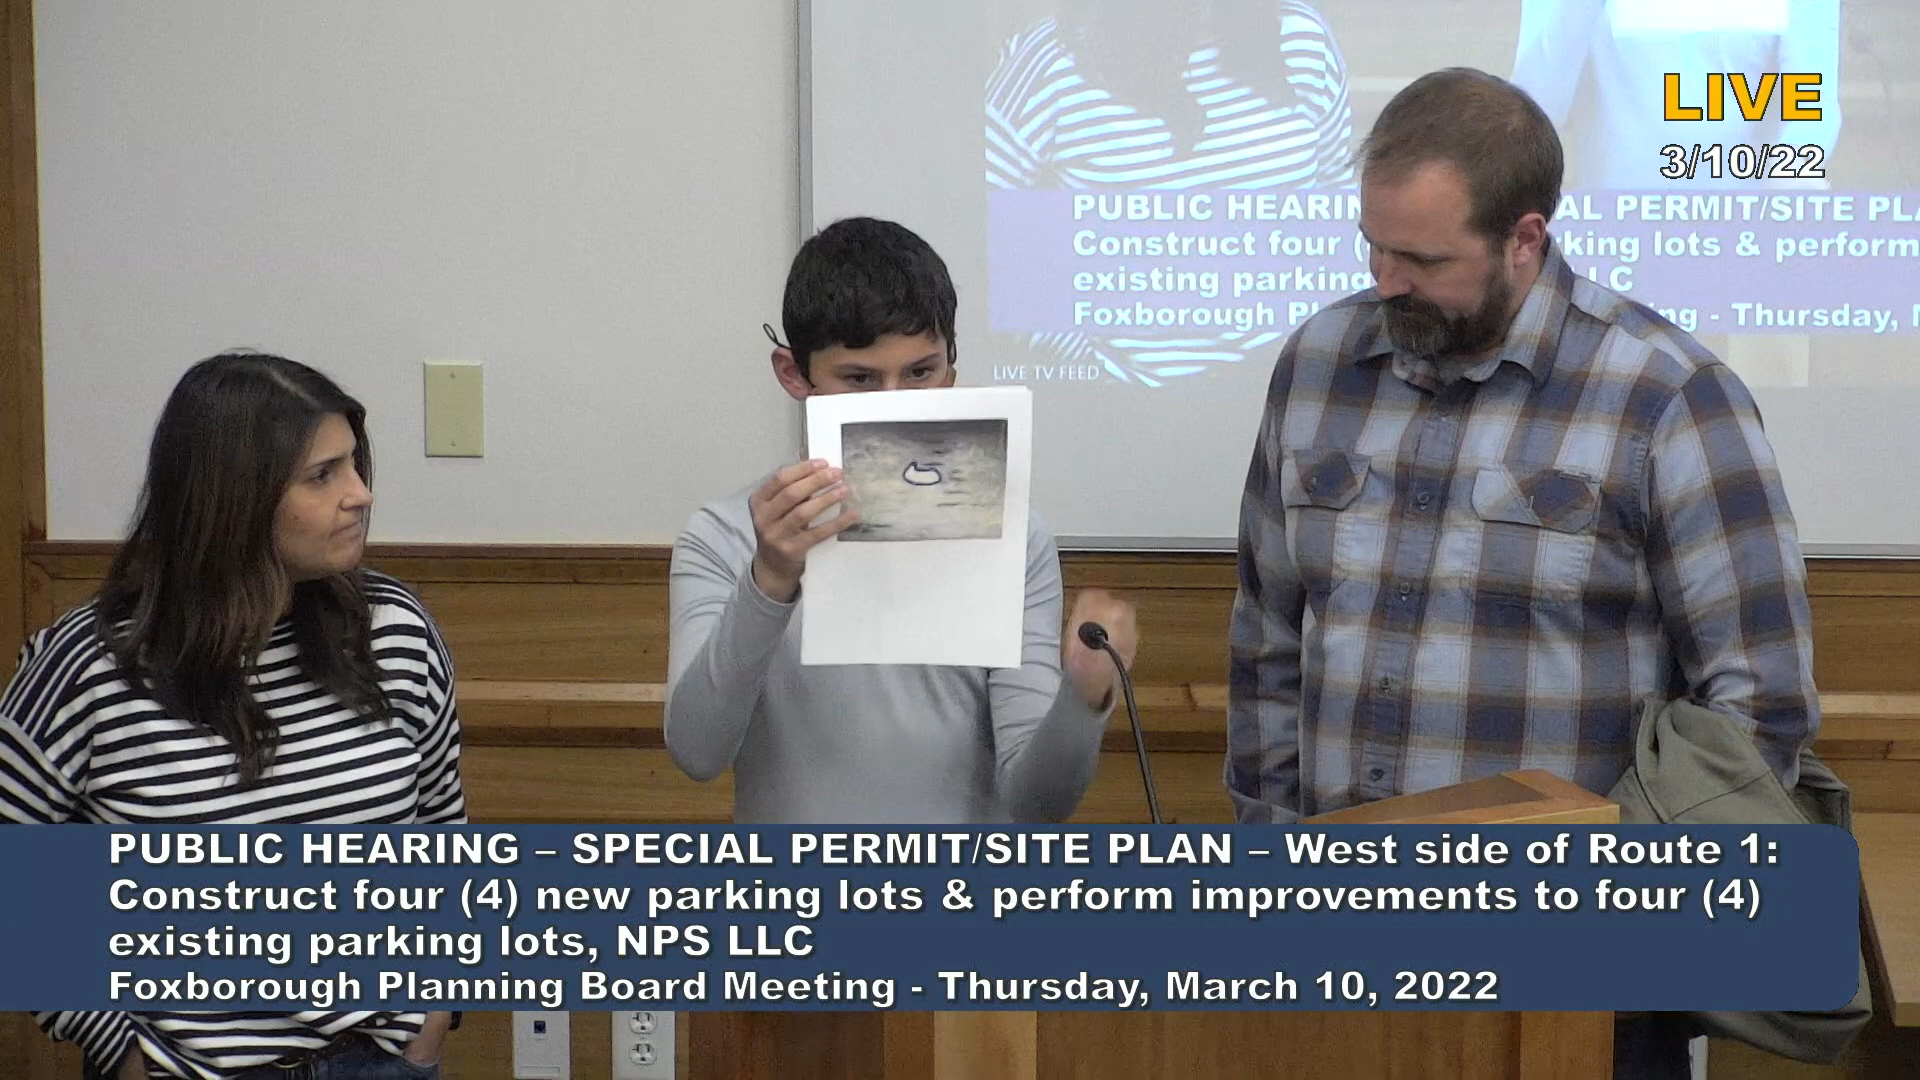 LIVE
3/10/22
PUBLIC HEARIN AL PERMIT/SITE PLA
Construct four ( king lots & perform
existing parking LC
Foxborough Pl ng - Thursday,
LIVE TV FEED
PUBLIC HEARING – SPECIAL PERMIT/SITE PLAN – West side of Route 1:
Construct four (4) new parking lots & perform improvements to four (4)
existing parking lots, NPS LLC
Foxborough Planning Board Meeting - Thursday, March 10, 2022